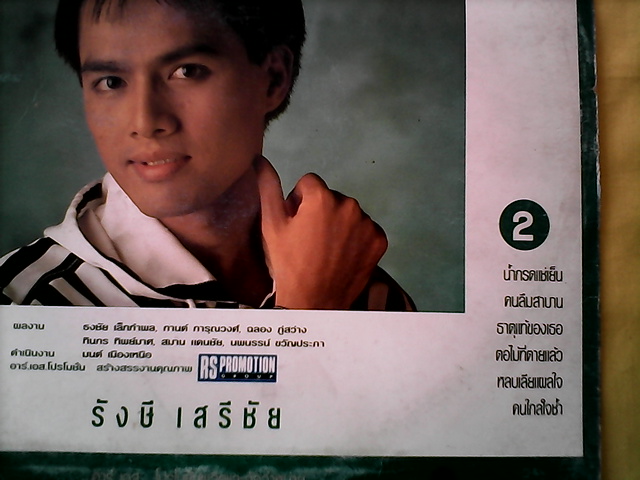 2
น้ำกรดแช่เย็น
คนลืมสาบาน
ธาตุแท้ของเธอ
ดอกไม้ที่ตายแล้ว
หลบเลียแผลใจ
คนไกลใจช้ำ
ผลงาน ธงชัย เล็กกำพล, กานต์ การุณวงศ์, ฉลอง ภู่สว่าง
ทินกร ทิพย์มาศ, สมาน แดนชัย, นพนรรน์ ขวัญประภา
ดำเนินงาน มนต์ เมืองเหนือ
อาร์.เอส.โปรโมชั่น สร้างสรรงานคุณภาพ RS PROMOTION GROUP
รังษี เสรีชัย